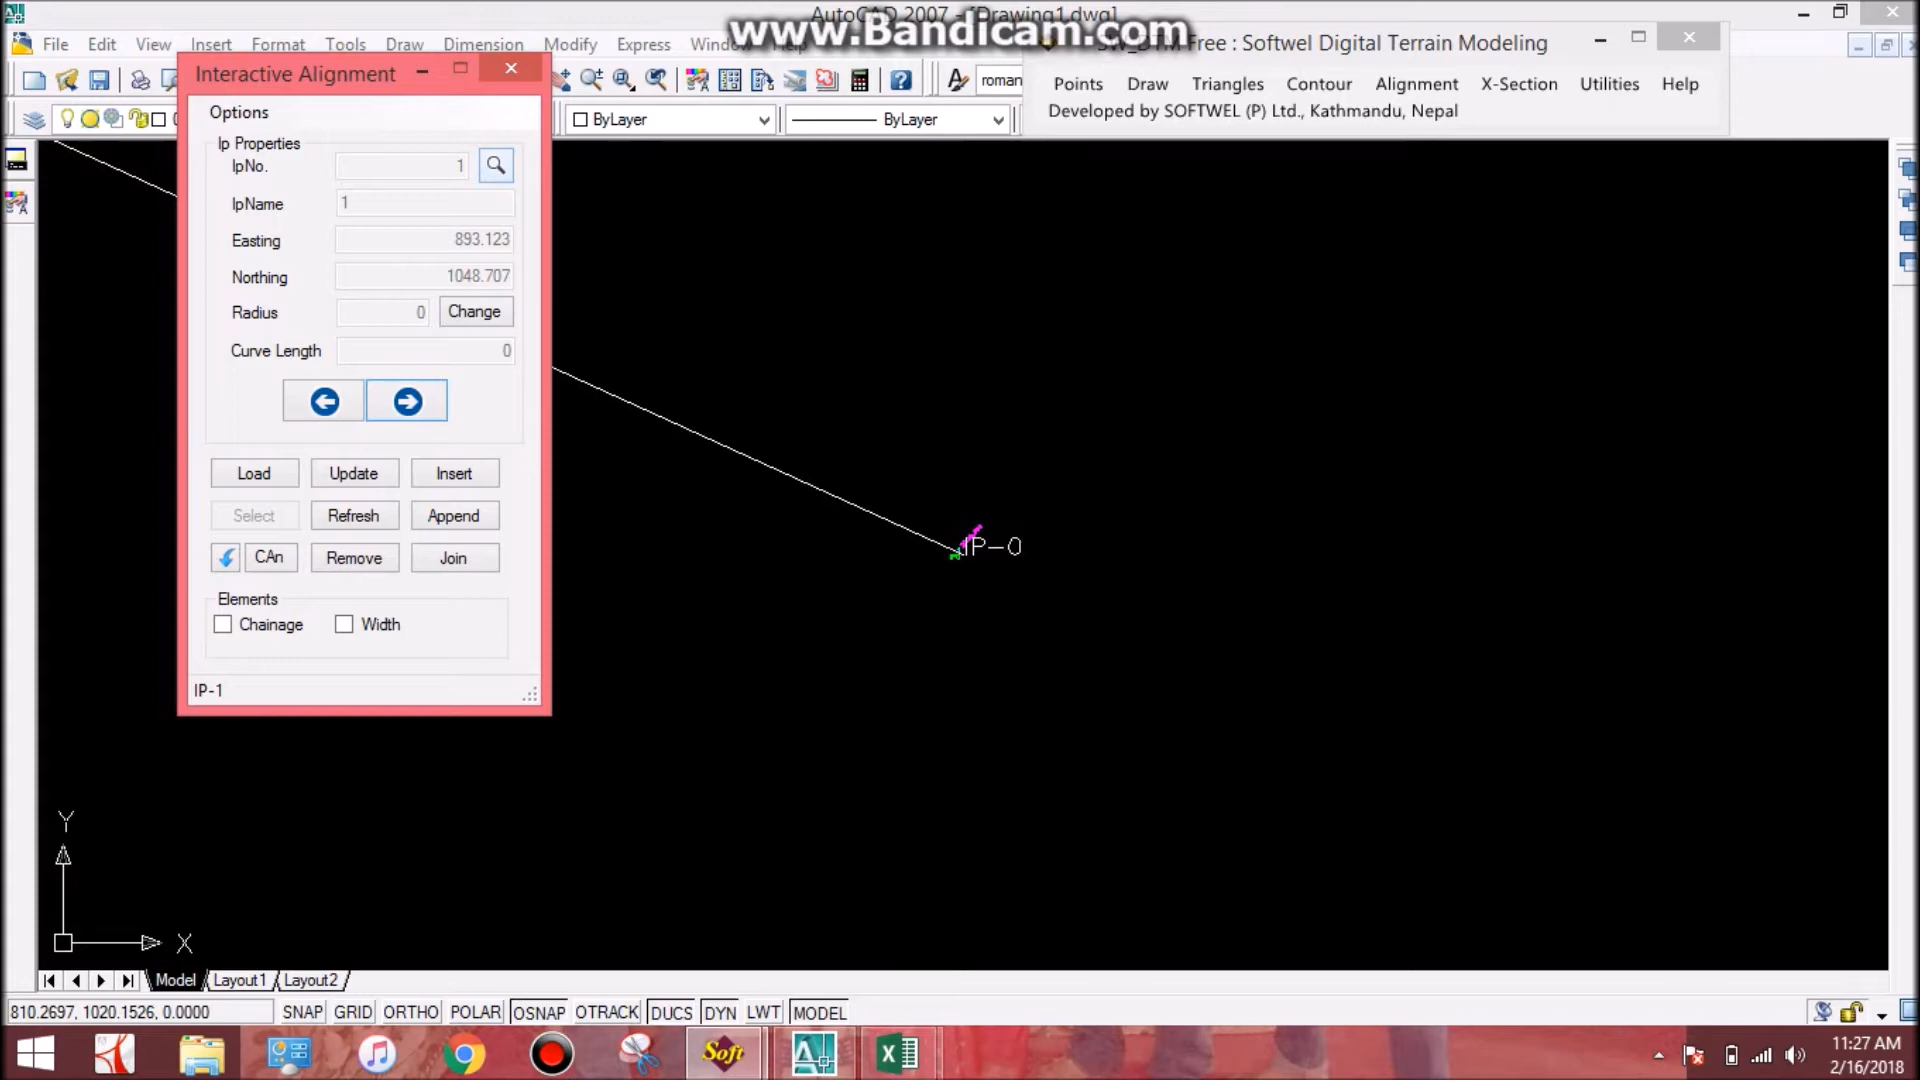 AutoCAD 2007 - [Drawing1.dwg]
www.Bandicam.com
File Edit View Insert Format Tools Draw Dimension Modify Express Window Help
SW_DTM Free : Softwel Digital Terrain Modeling
Points Draw Triangles Contour Alignment X-Section Utilities Help
Developed by SOFTWEL (P) Ltd., Kathmandu, Nepal
roman
ByLayer
ByLayer
Interactive Alignment
Options
Ip Properties
IpNo. 1
IpName 1
Easting 893.123
Northing 1048.707
Radius 0 Change
Curve Length 0
Load Update Insert
Select Refresh Append
CAn Remove Join
Elements
Chainage Width
IP-1
IP-0
Y
X
Model Layout1 Layout2
810.2697, 1020.1526, 0.0000 SNAP GRID ORTHO POLAR OSNAP OTRACK DUCS DYN LWT MODEL
Soft
11:27 AM
2/16/2018